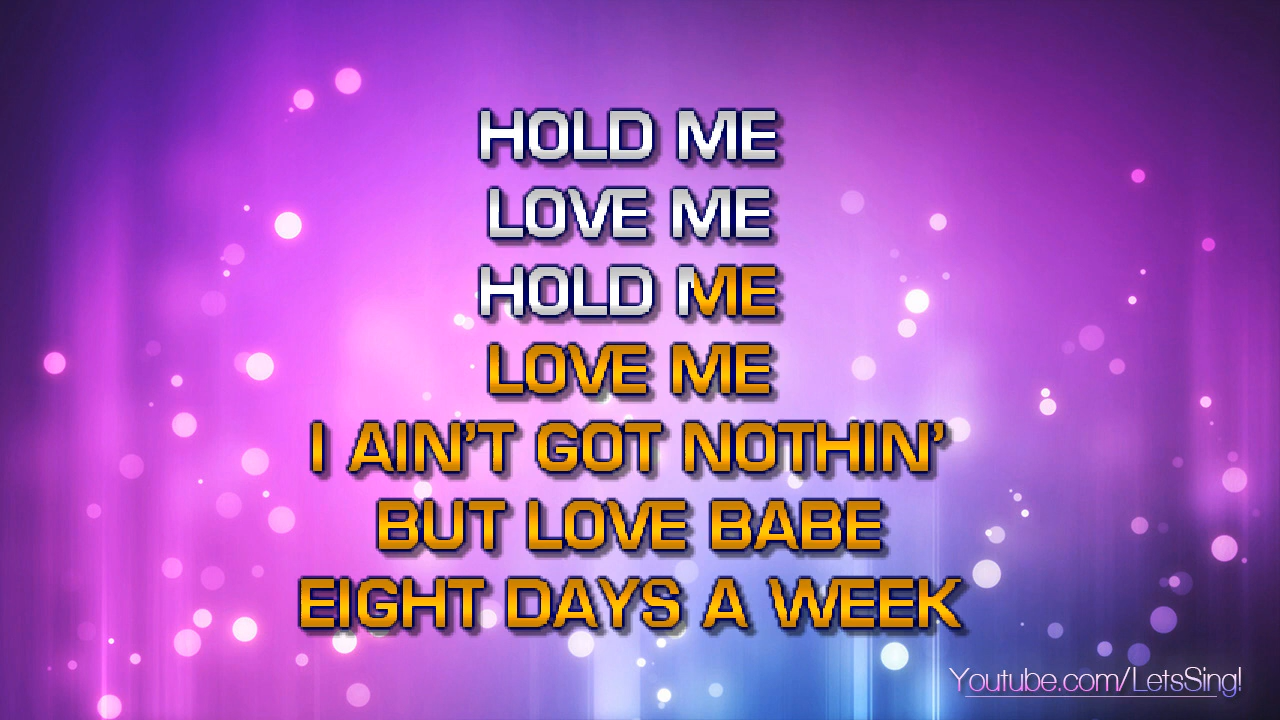 HOLD ME
LOVE ME
HOLD ME
LOVE ME
I AIN'T GOT NOTHIN'
BUT LOVE BABE
EIGHT DAYS A WEEK
Youtube.com/LetsSing!